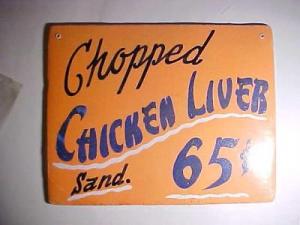 Chopped
CHICKEN LIVER
Sand. 65¢